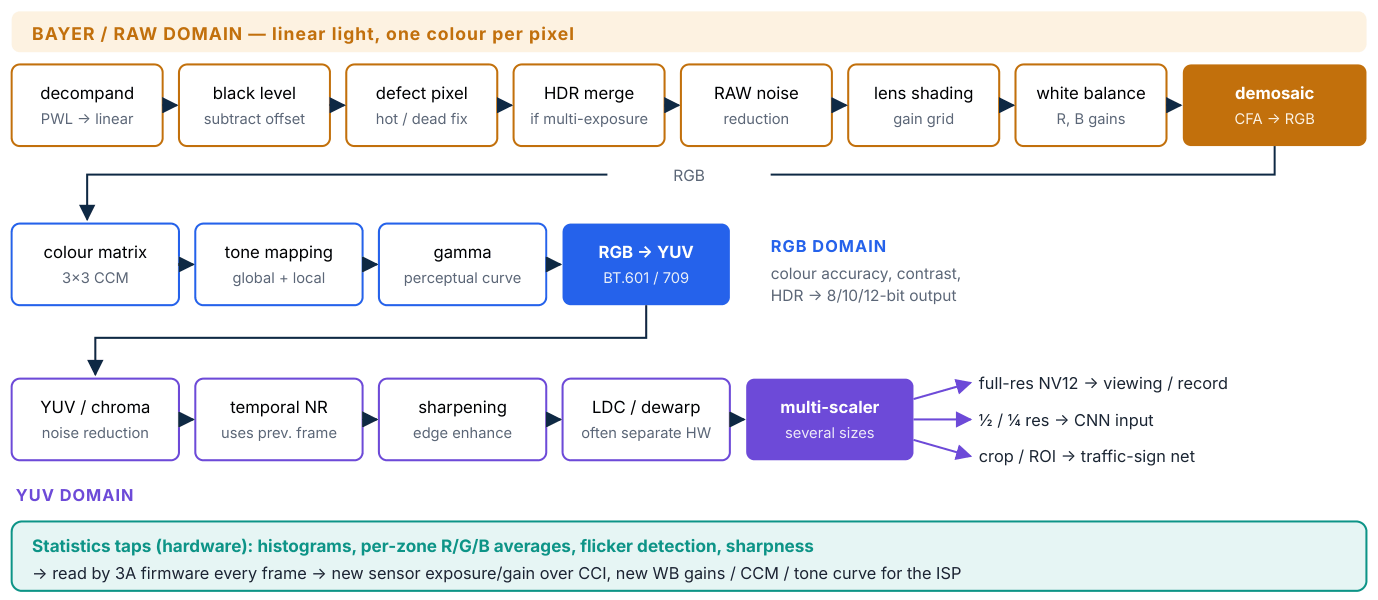 BAYER / RAW DOMAIN — linear light, one colour per pixel
decompand
PWL → linear
black level
subtract offset
defect pixel
hot / dead fix
HDR merge
if multi-exposure
RAW noise
reduction
lens shading
gain grid
white balance
R, B gains
demosaic
CFA → RGB
RGB
colour matrix
3×3 CCM
tone mapping
global + local
gamma
perceptual curve
RGB → YUV
BT.601 / 709
RGB DOMAIN
colour accuracy, contrast,
HDR → 8/10/12-bit output
YUV / chroma
noise reduction
temporal NR
uses prev. frame
sharpening
edge enhance
LDC / dewarp
often separate HW
multi-scaler
several sizes
full-res NV12 → viewing / record
½ / ¼ res → CNN input
crop / ROI → traffic-sign net
YUV DOMAIN
Statistics taps (hardware): histograms, per-zone R/G/B averages, flicker detection, sharpness
→ read by 3A firmware every frame → new sensor exposure/gain over CCI, new WB gains / CCM / tone curve for the ISP